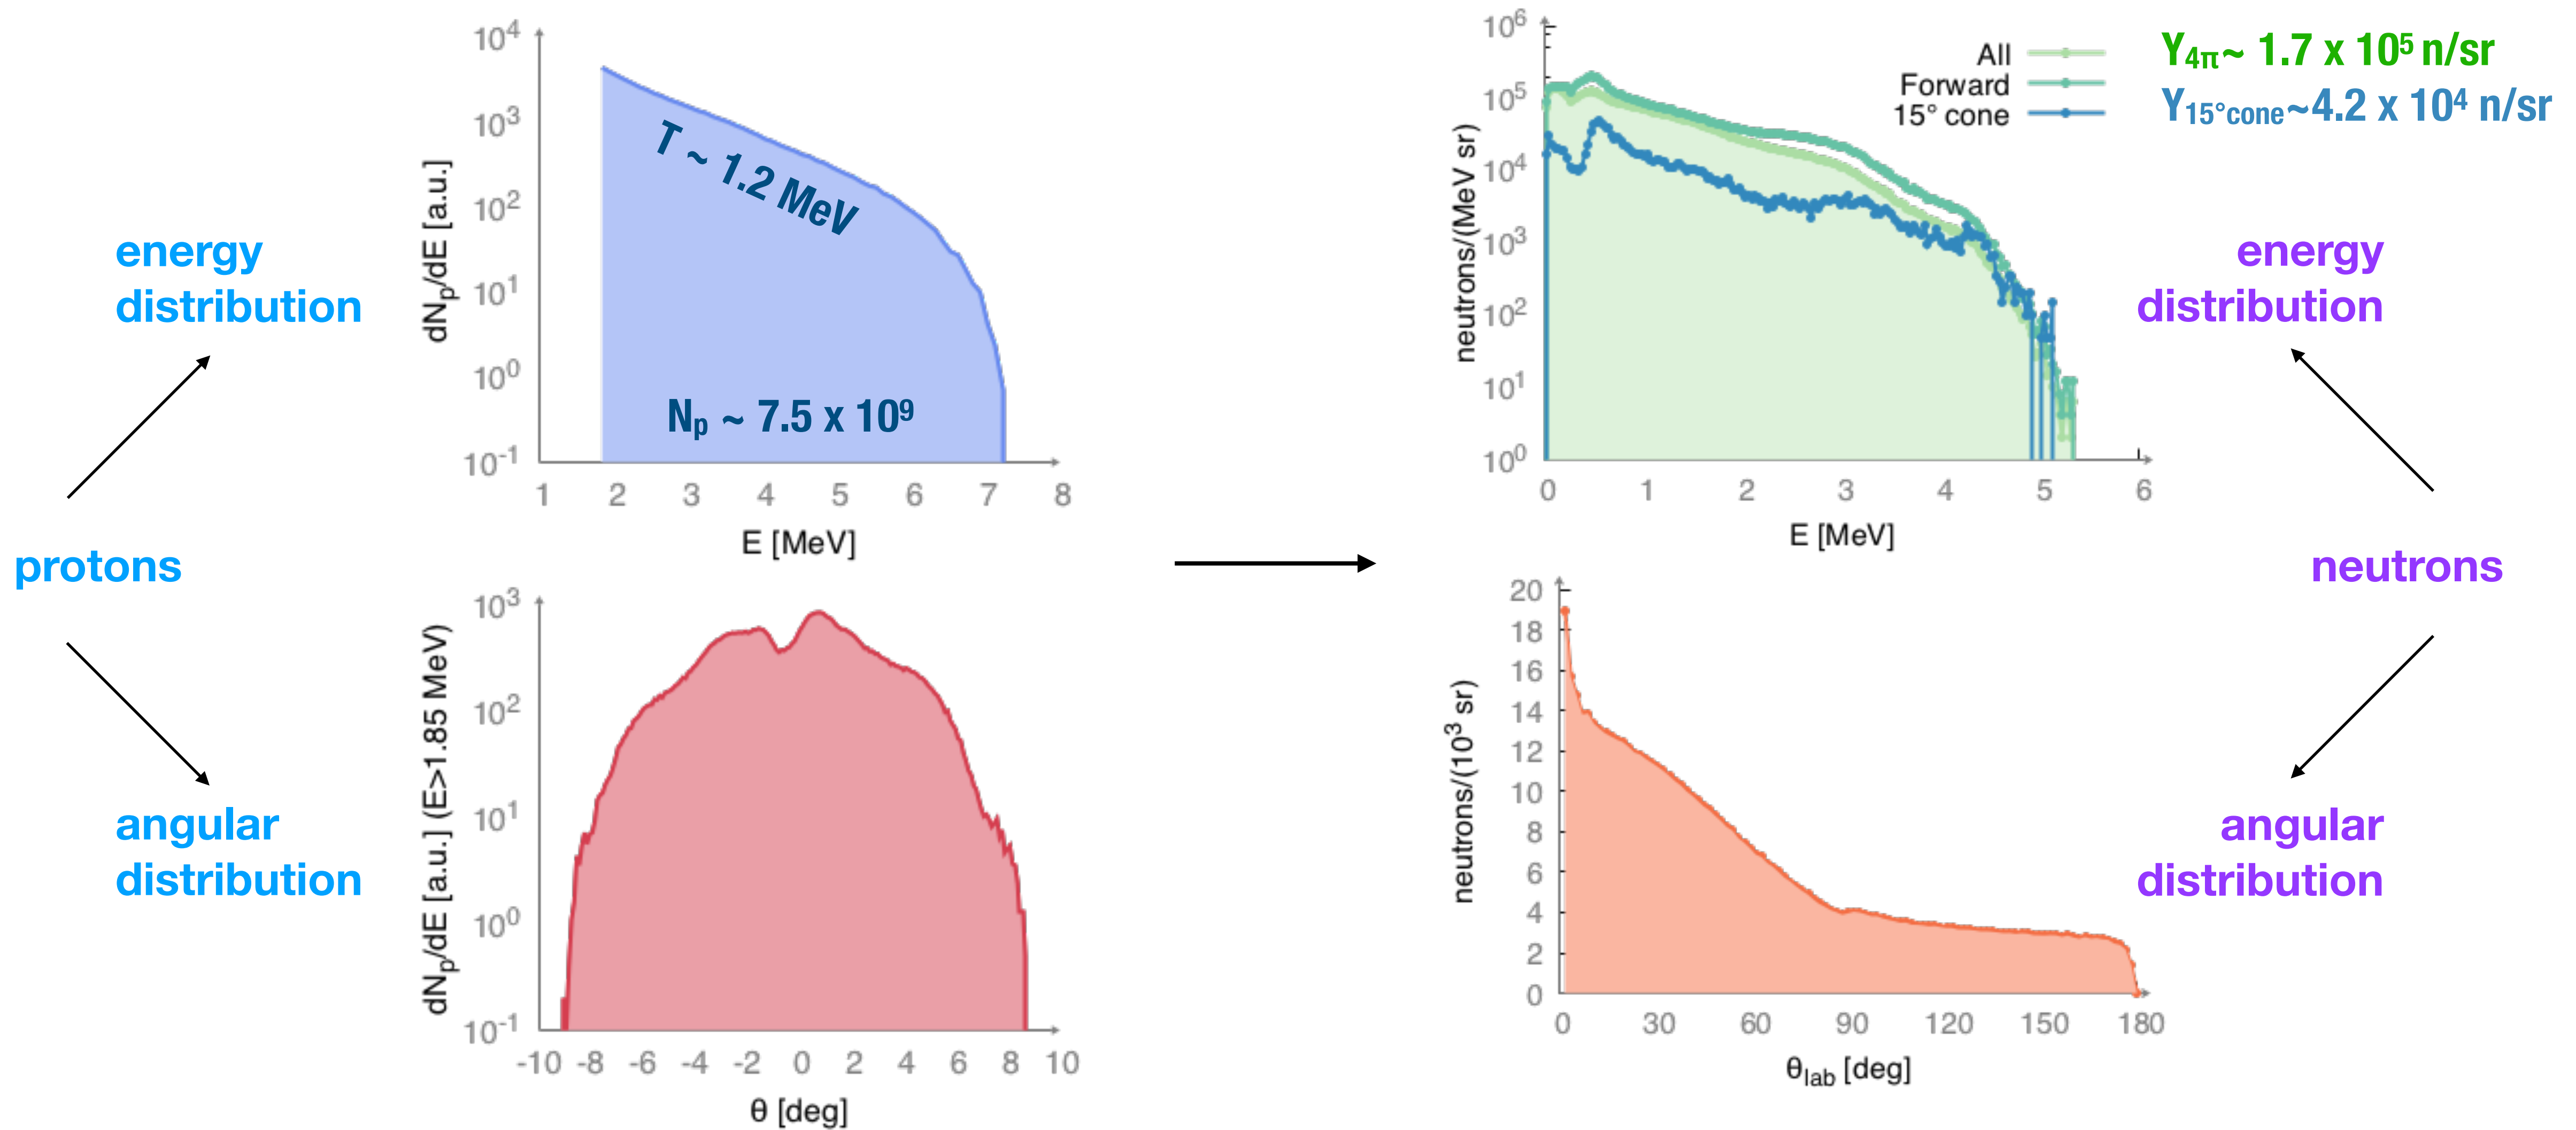 protons
energy
distribution
angular
distribution
10⁴
10³
10²
10¹
10⁰
10⁻¹
dNₚ/dE [a.u.]
T ~ 1.2 MeV
Nₚ ~ 7.5 x 10⁹
1 2 3 4 5 6 7 8
E [MeV]
10³
10²
10¹
10⁰
10⁻¹
dNₚ/dE [a.u.] (E>1.85 MeV)
-10 -8 -6 -4 -2 0 2 4 6 8 10
θ [deg]
10⁶
10⁵
10⁴
10³
10²
10¹
10⁰
neutrons/(MeV sr)
All
Forward
15° cone
Y4π~ 1.7 x 10⁵ n/sr
Y15°cone~4.2 x 10⁴ n/sr
0 1 2 3 4 5 6
E [MeV]
20
18
16
14
12
10
8
6
4
2
0
neutrons/(10³ sr)
0 30 60 90 120 150 180
θlab [deg]
energy
distribution
neutrons
angular
distribution